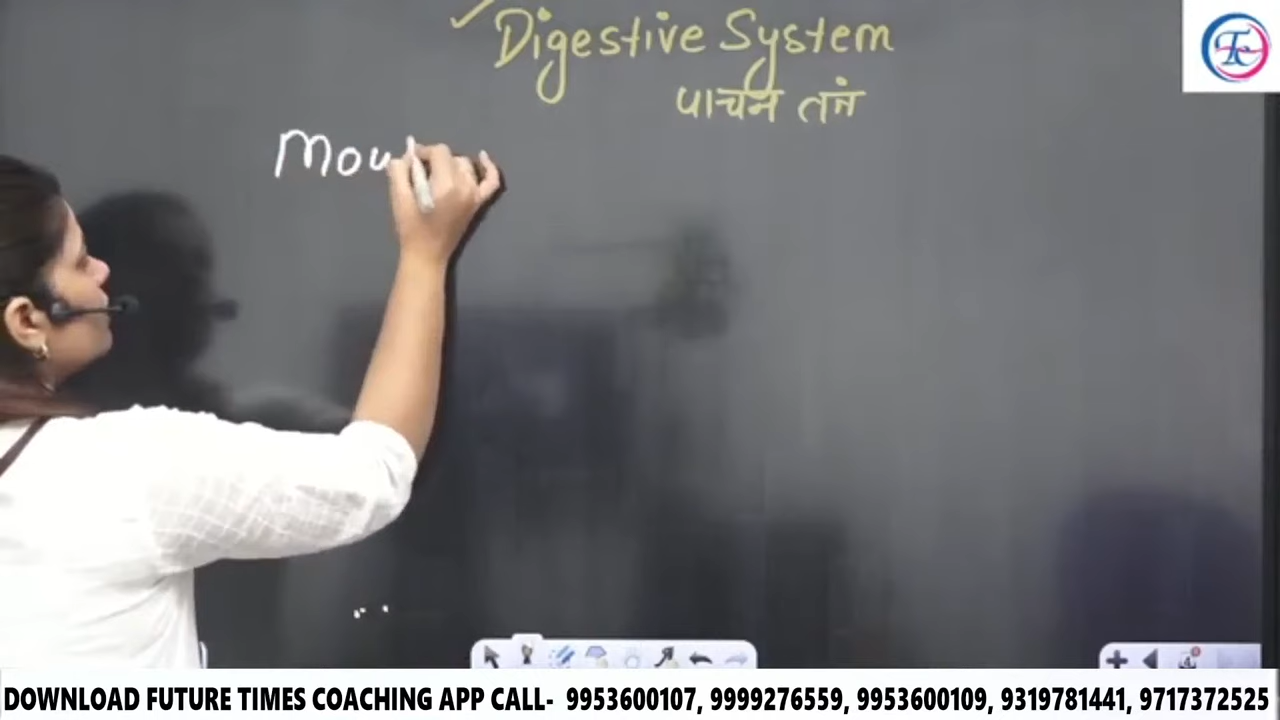 Digestive System
पाचन तंत्र
Mou
DOWNLOAD FUTURE TIMES COACHING APP CALL- 9953600107, 9999276559, 9953600109, 9319781441, 9717372525